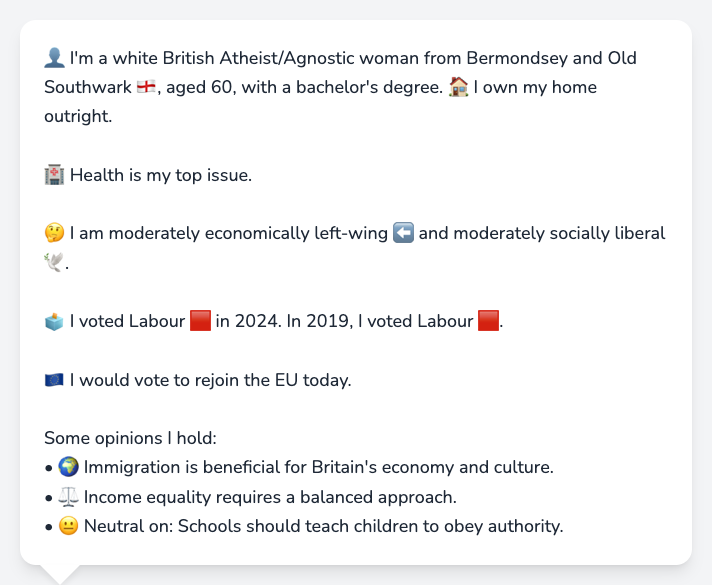 👤 I'm a white British Atheist/Agnostic woman from Bermondsey and Old
Southwark 🏴󠁧󠁢󠁥󠁮󠁧󠁿, aged 60, with a bachelor's degree. 🏠 I own my home
outright.
🏥 Health is my top issue.
🤔 I am moderately economically left-wing ⬅️ and moderately socially liberal
🕊️.
🗳️ I voted Labour 🟥 in 2024. In 2019, I voted Labour 🟥.
🇪🇺 I would vote to rejoin the EU today.
Some opinions I hold:
• 🌍 Immigration is beneficial for Britain's economy and culture.
• ⚖️ Income equality requires a balanced approach.
• 😐 Neutral on: Schools should teach children to obey authority.